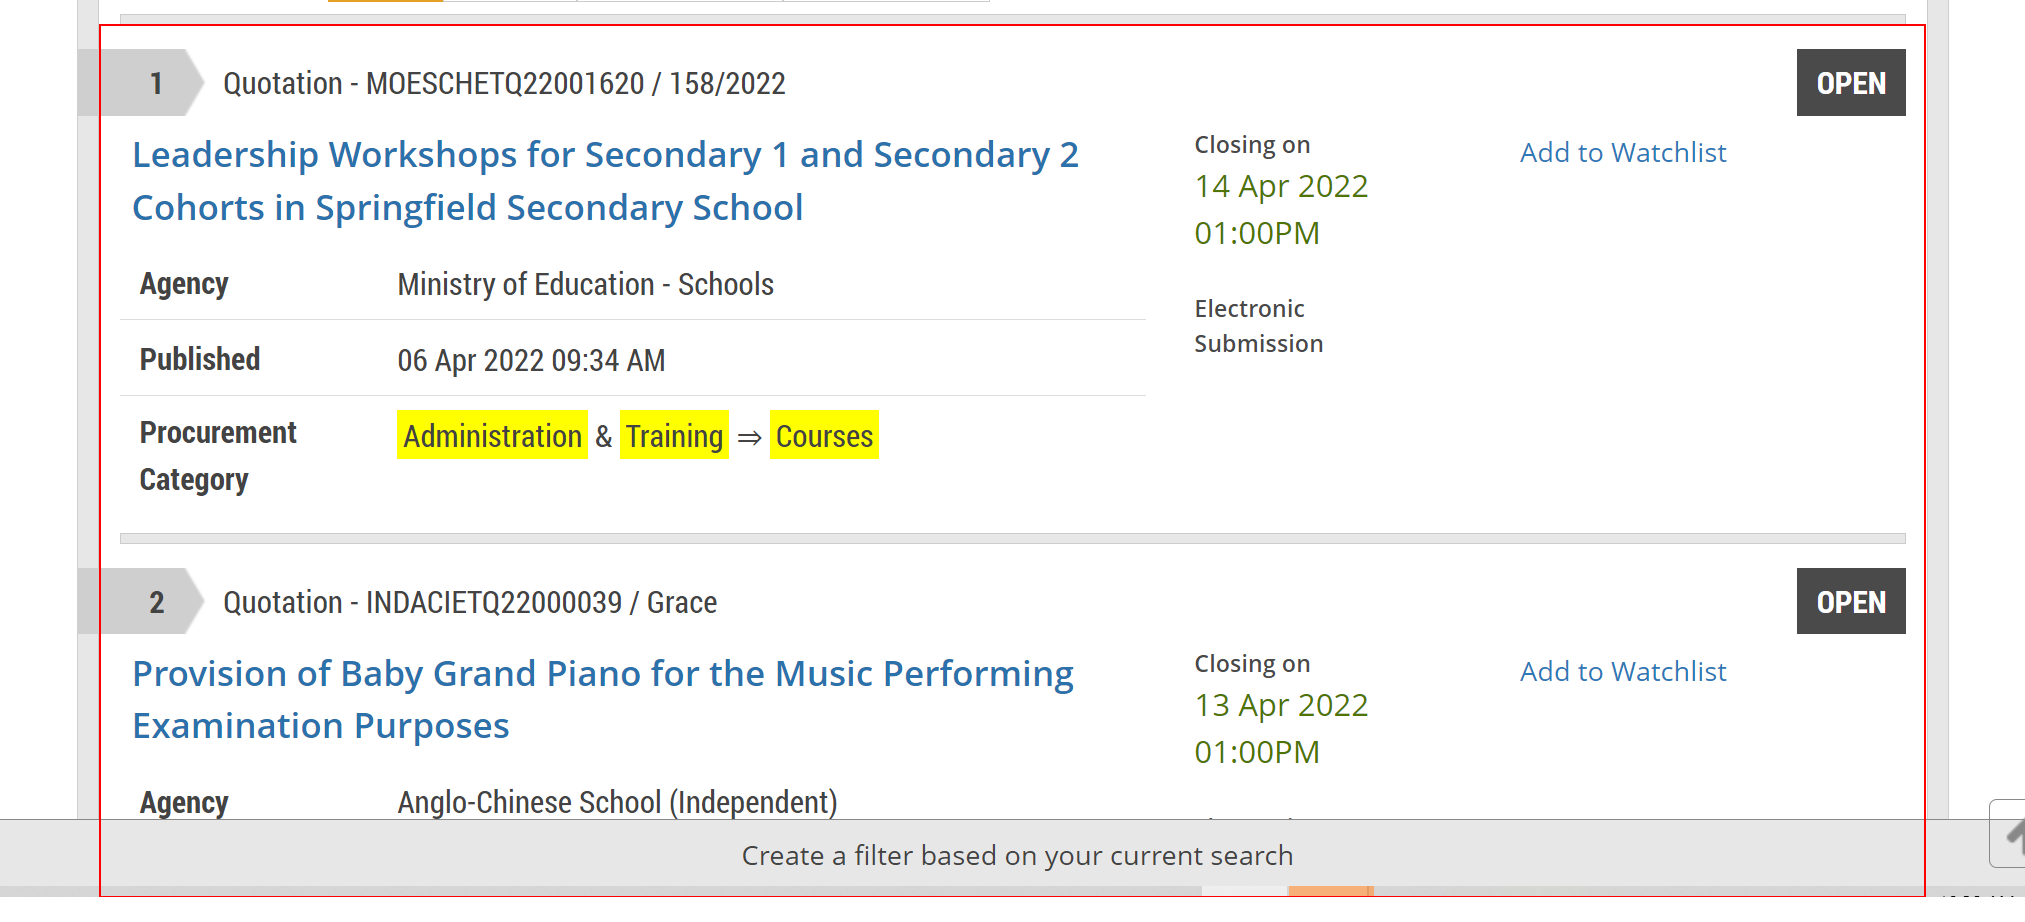 1
Quotation - MOESCHETQ22001620 / 158/2022
OPEN
Leadership Workshops for Secondary 1 and Secondary 2
Cohorts in Springfield Secondary School
Closing on
14 Apr 2022
01:00PM
Add to Watchlist
Electronic
Submission
Agency
Ministry of Education - Schools
Published
06 Apr 2022 09:34 AM
Procurement
Category
Administration & Training ⇒ Courses
2
Quotation - INDACIETQ22000039 / Grace
OPEN
Provision of Baby Grand Piano for the Music Performing
Examination Purposes
Closing on
13 Apr 2022
01:00PM
Add to Watchlist
Agency
Anglo-Chinese School (Independent)
Create a filter based on your current search